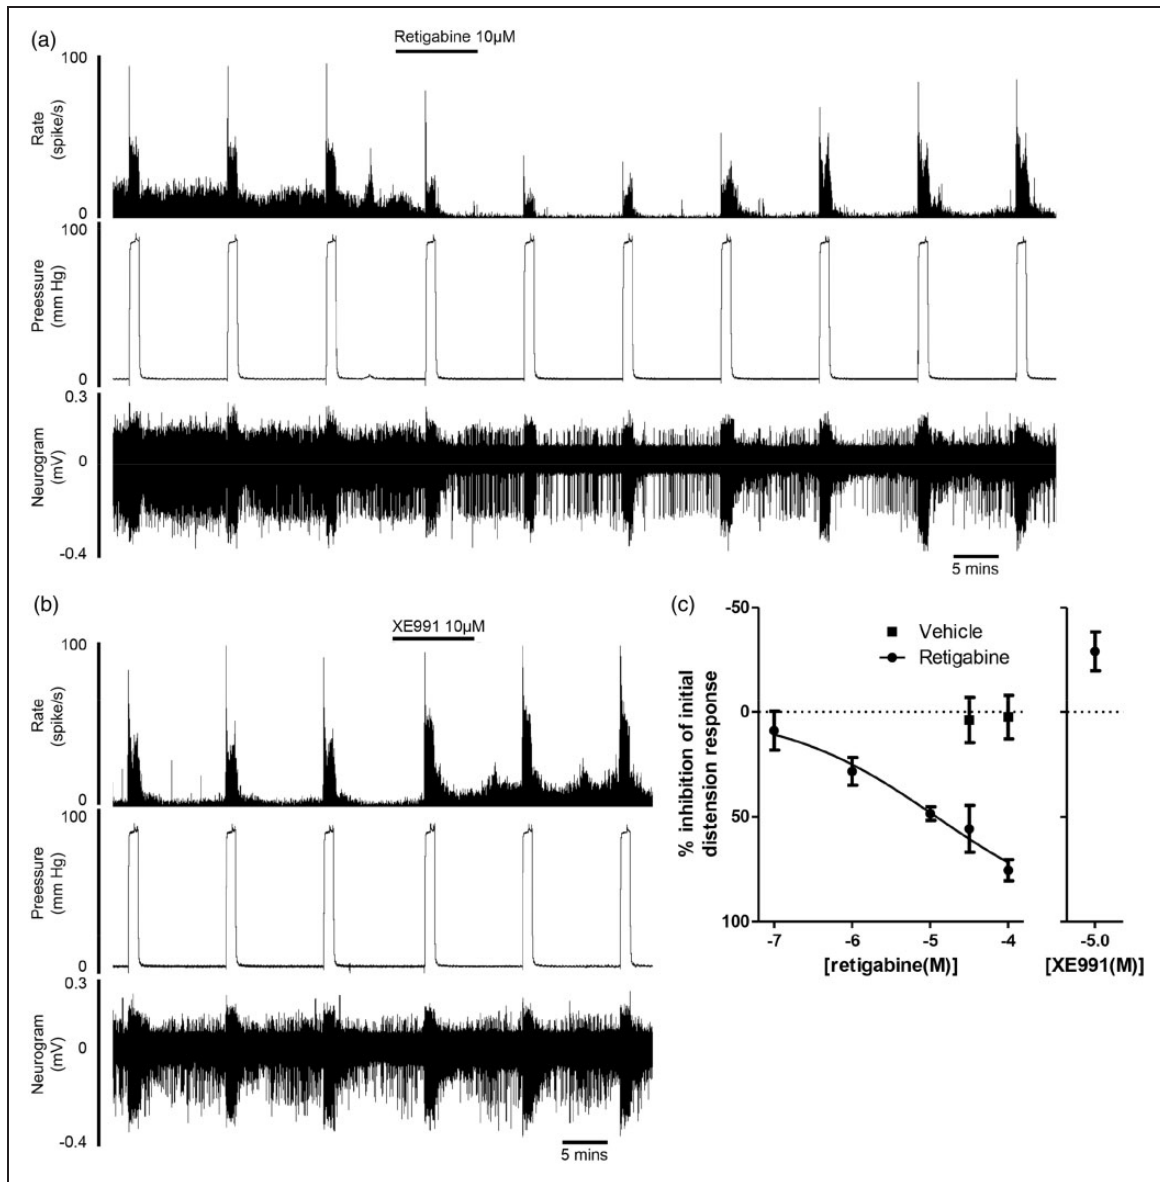 (a)
Retigabine 10µM
100
Rate
(spike/s)
0
100
Preessure
(mm Hg)
0
0.3
Neurogram
(mV)
0
-0.4
5 mins
(b)
XE991 10µM
100
Rate
(spike/s)
0
100
Preessure
(mm Hg)
0
0.3
Neurogram
(mV)
0
-0.4
5 mins
(c)
-50
Vehicle
Retigabine
0
% inhibition of initial
distension response
50
100
-7 -6 -5 -4
[retigabine(M)]
-5.0
[XE991(M)]